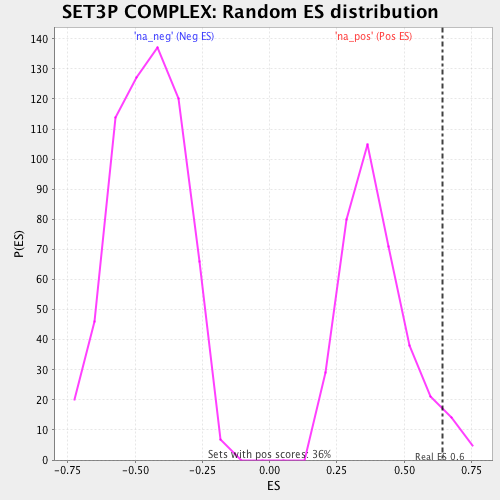 SET3P COMPLEX: Random ES distribution
'na_neg' (Neg ES) 'na_pos' (Pos ES)
140
130
120
110
100
90
80
70
60
50
40
30
20
10
0
P(ES)
Sets with pos scores: 36% Real ES 0.6
-0.75 -0.50 -0.25 0.00 0.25 0.50 0.75
ES